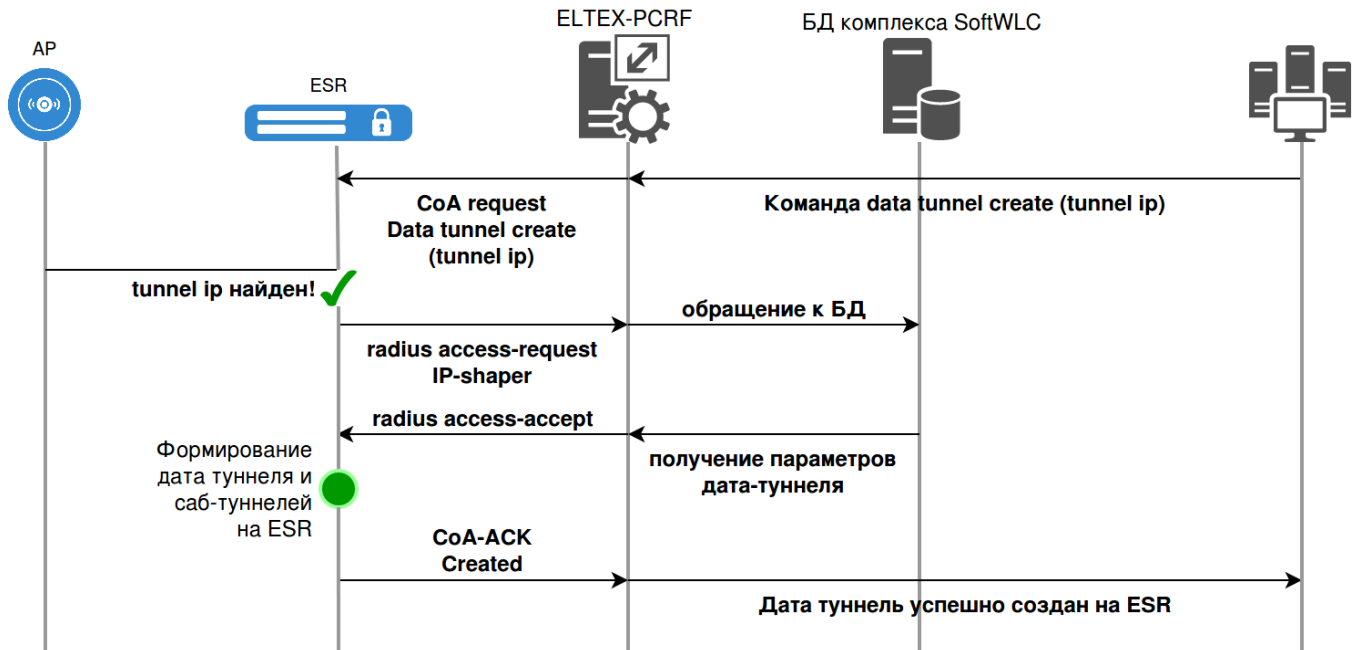 ELTEX-PCRF
БД комплекса SoftWLC
AP
ESR
CoA request
Data tunnel create
(tunnel ip)
Команда data tunnel create (tunnel ip)
tunnel ip найден!
обращение к БД
radius access-request
IP-shaper
radius access-accept
получение параметров
дата-туннеля
Формирование
дата туннеля и
саб-туннелей
на ESR
CoA-ACK
Created
Дата туннель успешно создан на ESR